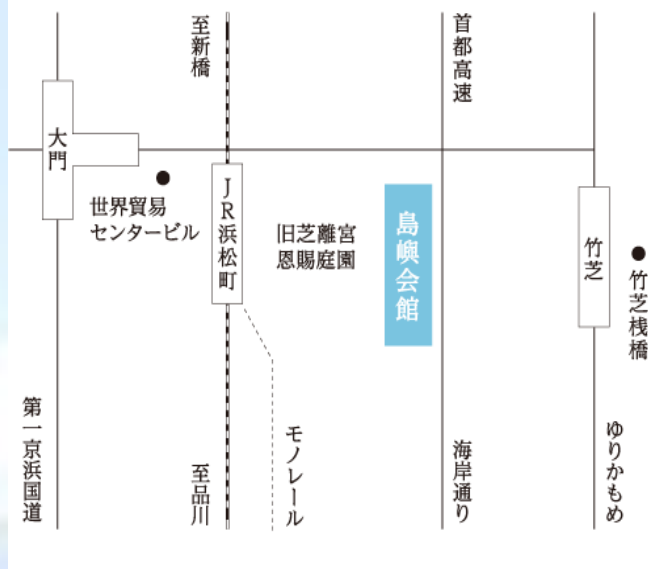 至新橋
首都高速
大門
世界貿易
センタービル
JR浜松町
旧芝離宮
恩賜庭園
島嶼会館
竹芝
竹芝桟橋
第一京浜国道
至品川
モノレール
海岸通り
ゆりかもめ